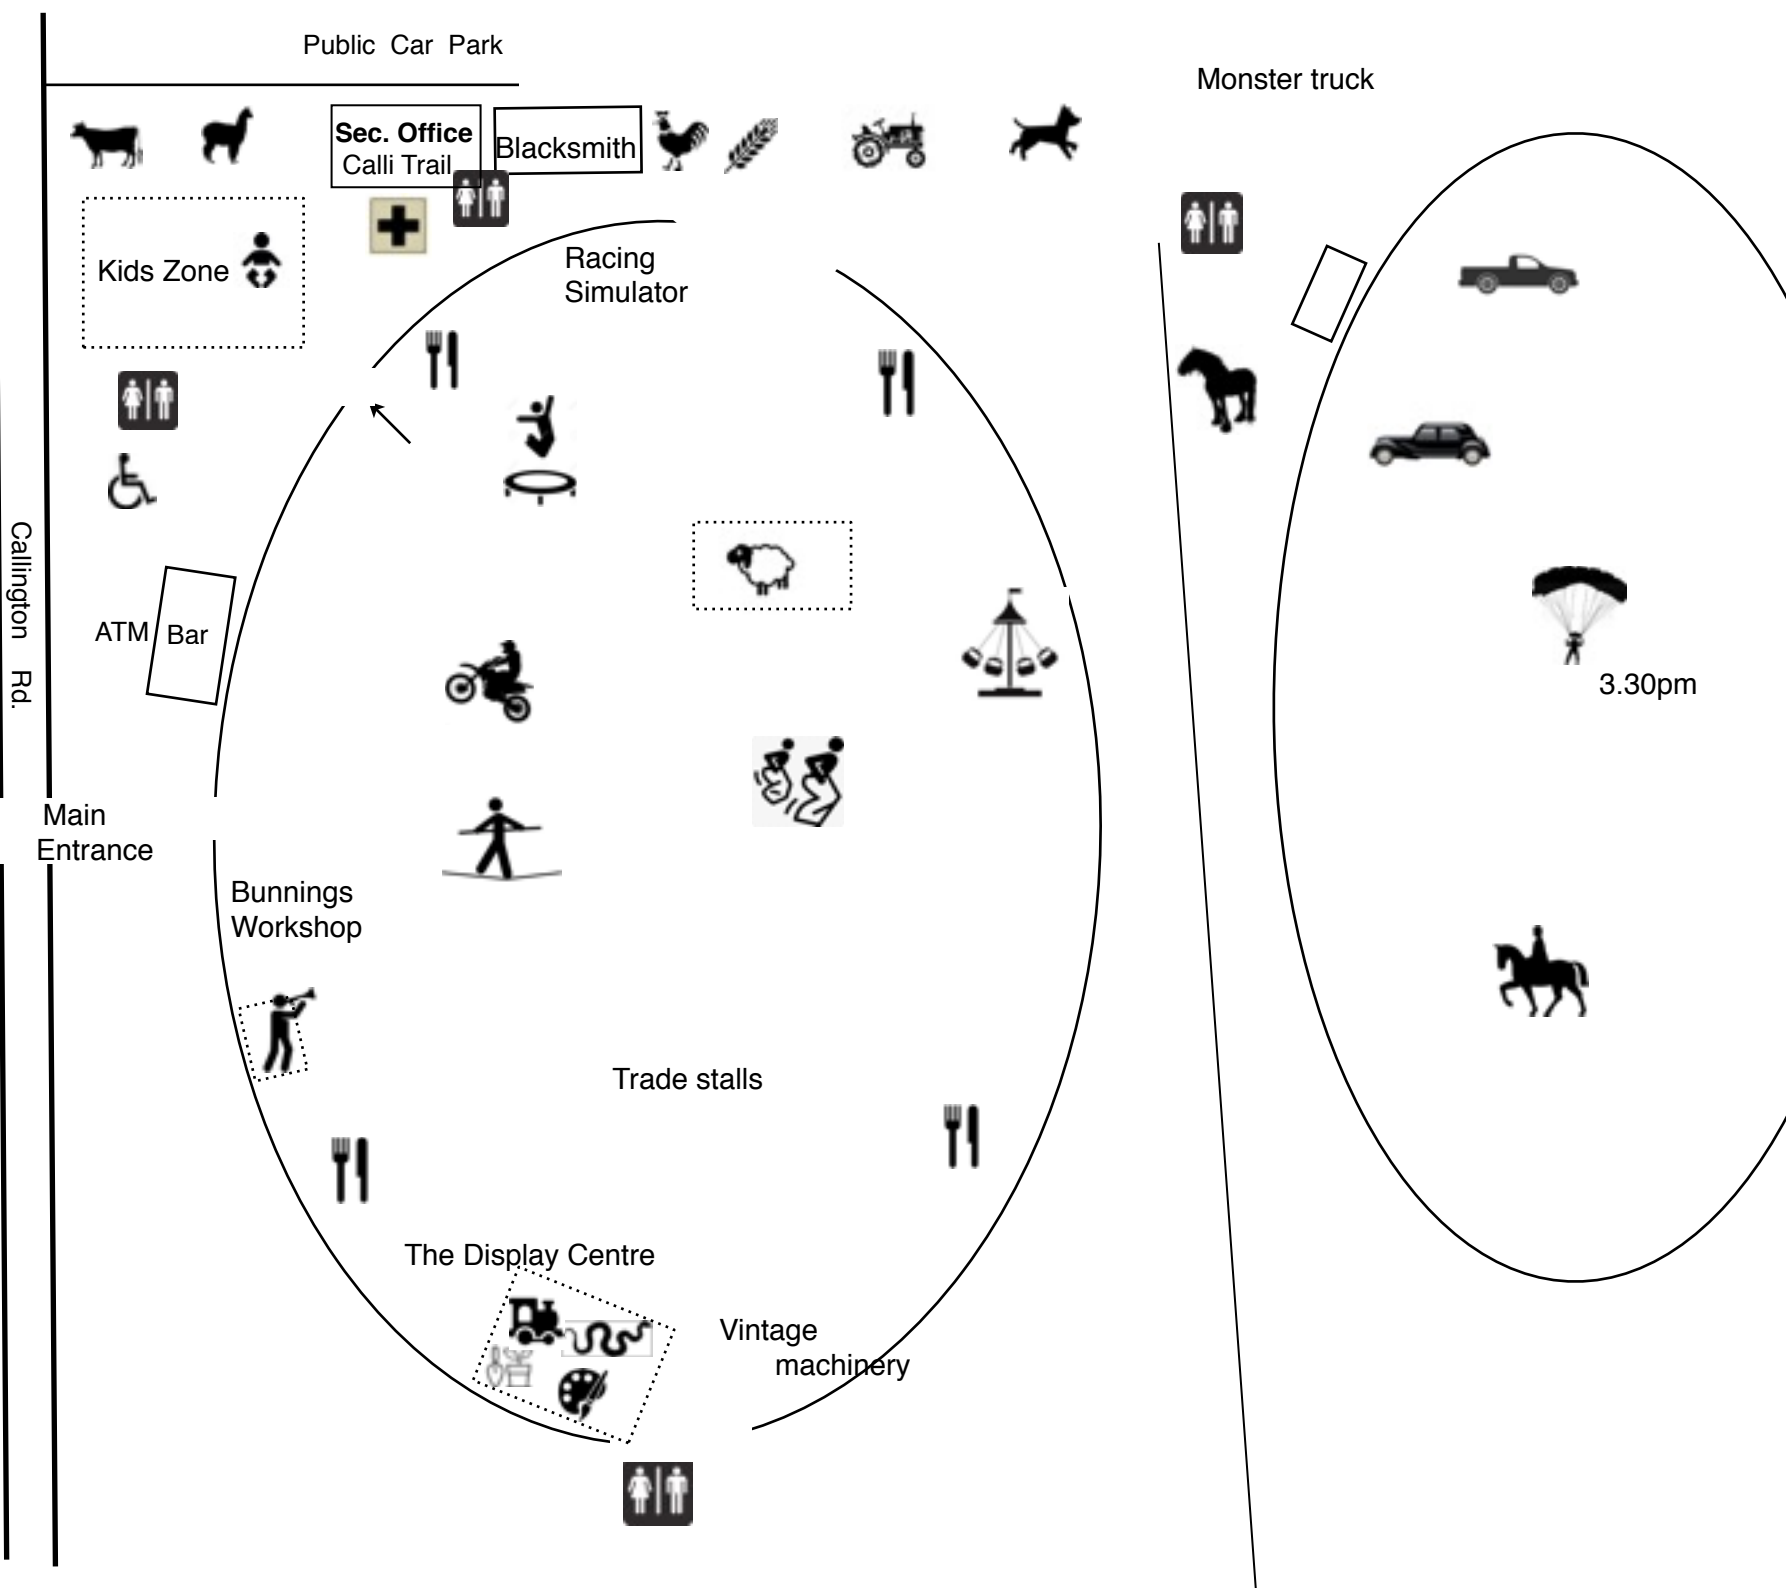 Public Car Park
Monster truck
Sec. Office
Calli Trail
Blacksmith
Racing
Simulator
Kids Zone
Callington Rd.
ATM
Bar
3.30pm
Main
Entrance
Bunnings
Workshop
Trade stalls
The Display Centre
Vintage
machinery